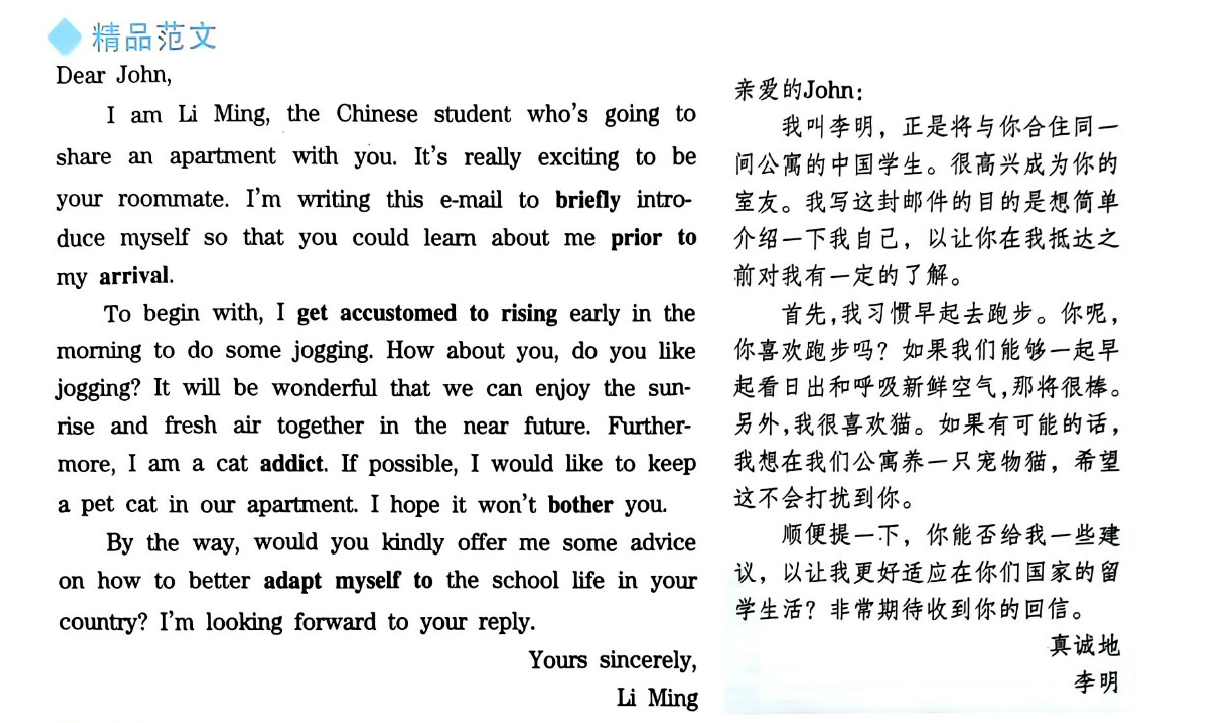 精品范文
Dear John,
I am Li Ming, the Chinese student who's going to
share an apartment with you. It's really exciting to be
your roommate. I'm writing this e-mail to briefly intro-
duce myself so that you could learn about me prior to
my arrival.
To begin with, I get accustomed to rising early in the
morning to do some jogging. How about you, do you like
jogging? It will be wonderful that we can enjoy the sun-
rise and fresh air together in the near future. Further-
more, I am a cat addict. If possible, I would like to keep
a pet cat in our apartment. I hope it won't bother you.
By the way, would you kindly offer me some advice
on how to better adapt myself to the school life in your
country? I'm looking forward to your reply.
Yours sincerely,
Li Ming
亲爱的John:
我叫李明，正是将与你合住同一
间公寓的中国学生。很高兴成为你的
室友。我写这封邮件的目的是想简单
介绍一下我自己，以让你在我抵达之
前对我有一定的了解。
首先,我习惯早起去跑步。你呢，
你喜欢跑步吗？如果我们能够一起早
起看日出和呼吸新鲜空气,那将很棒。
另外,我很喜欢猫。如果有可能的话，
我想在我们公寓养一只宠物猫，希望
这不会打扰到你。
顺便提一下，你能否给我一些建
议，以让我更好适应在你们国家的留
学生活？非常期待收到你的回信。
真诚地
李明